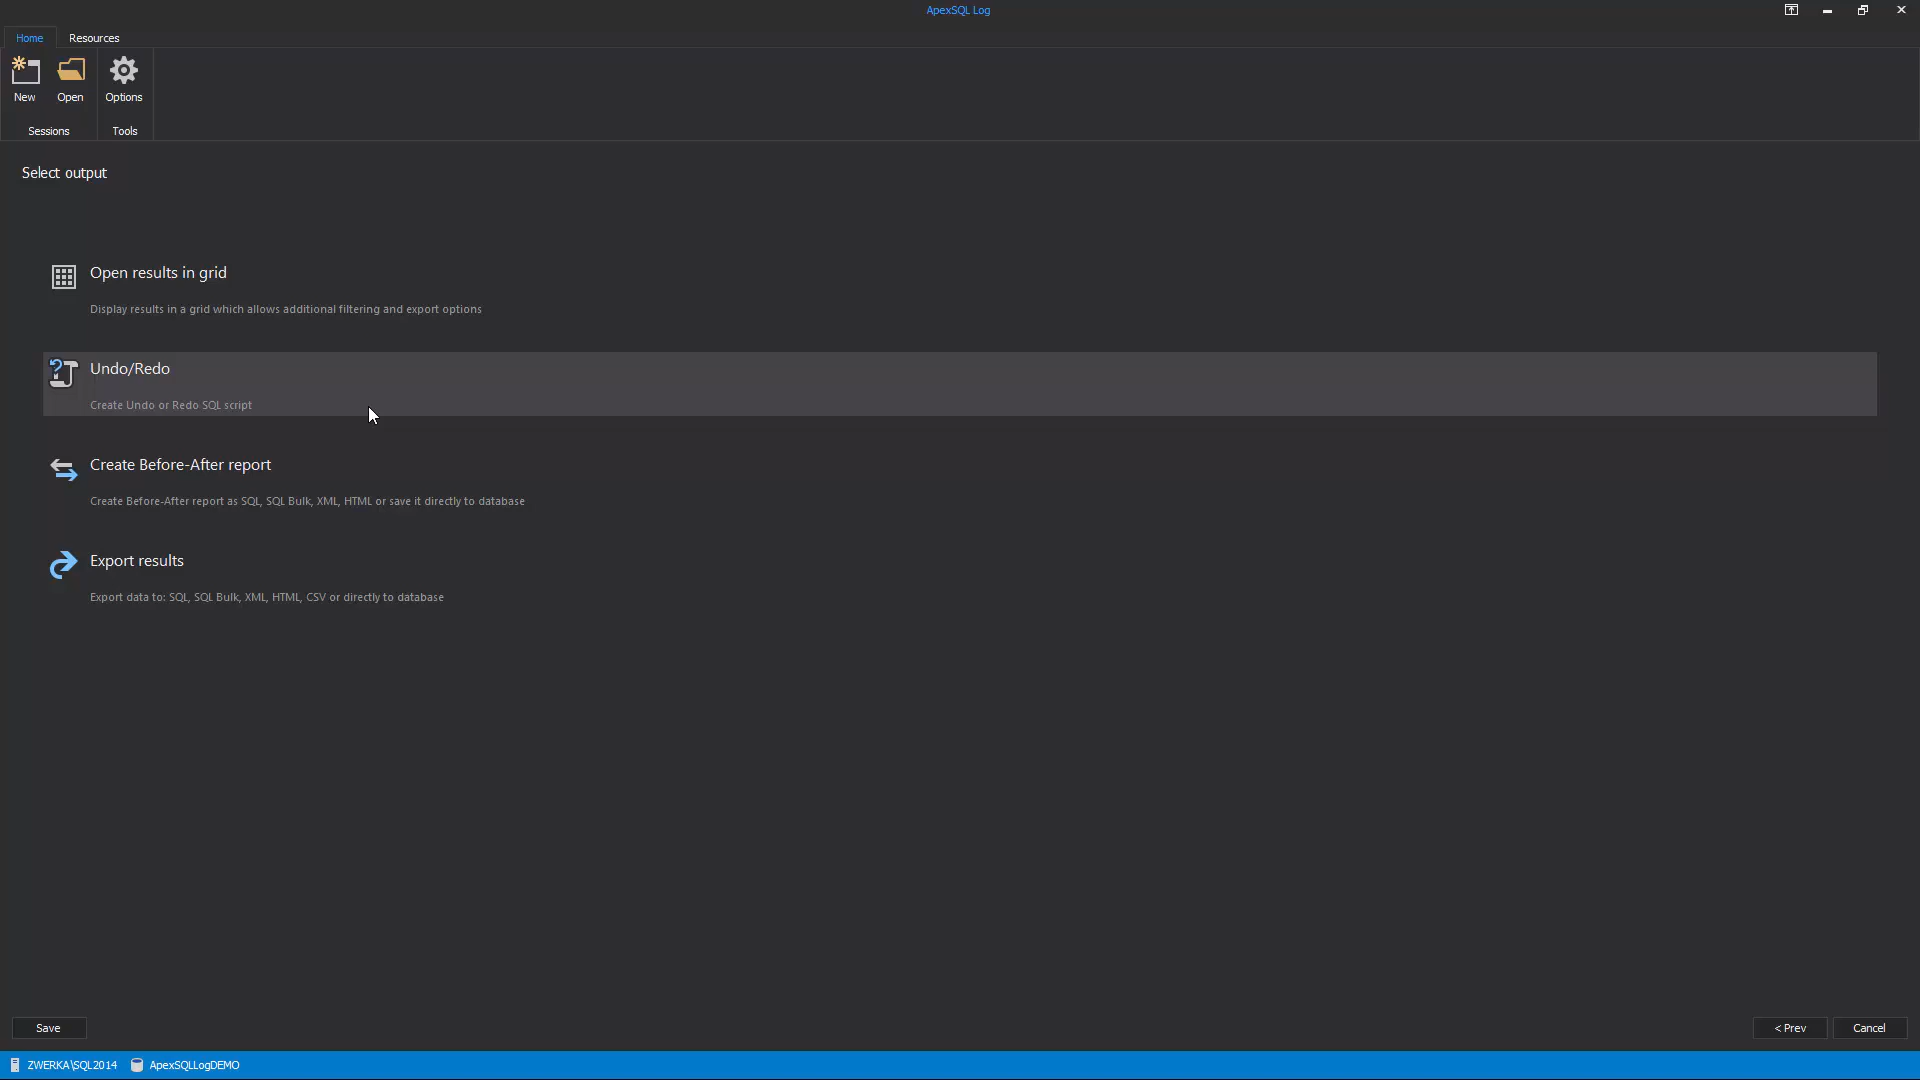 ApexSQL Log
Home Resources
New Open Options
Sessions Tools
Select output
Open results in grid
Display results in a grid which allows additional filtering and export options
Undo/Redo
Create Undo or Redo SQL script
Create Before-After report
Create Before-After report as SQL, SQL Bulk, XML, HTML or save it directly to database
Export results
Export data to: SQL, SQL Bulk, XML, HTML, CSV or directly to database
Save < Prev Cancel
ZWERKA\SQL2014 ApexSQLLogDEMO